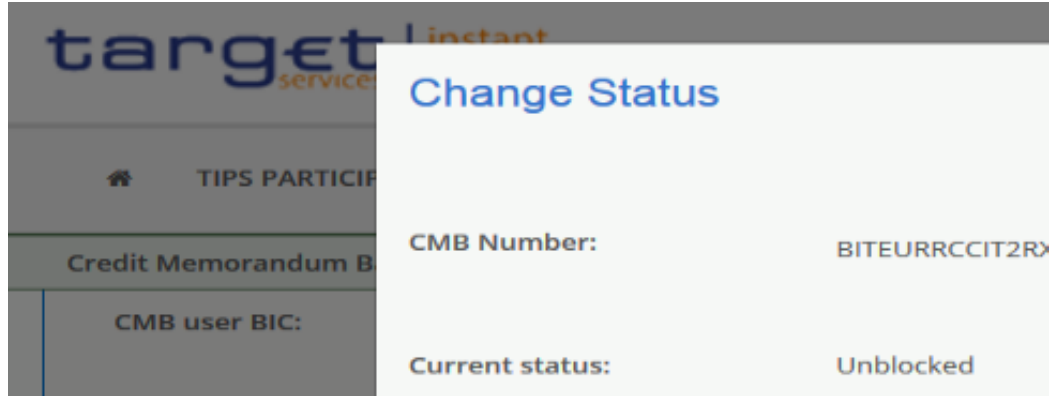 target instant
services
Change Status
TIPS PARTICIP
CMB Number:
BITEURRCCIT2RX
Credit Memorandum B
CMB user BIC:
Current status:
Unblocked